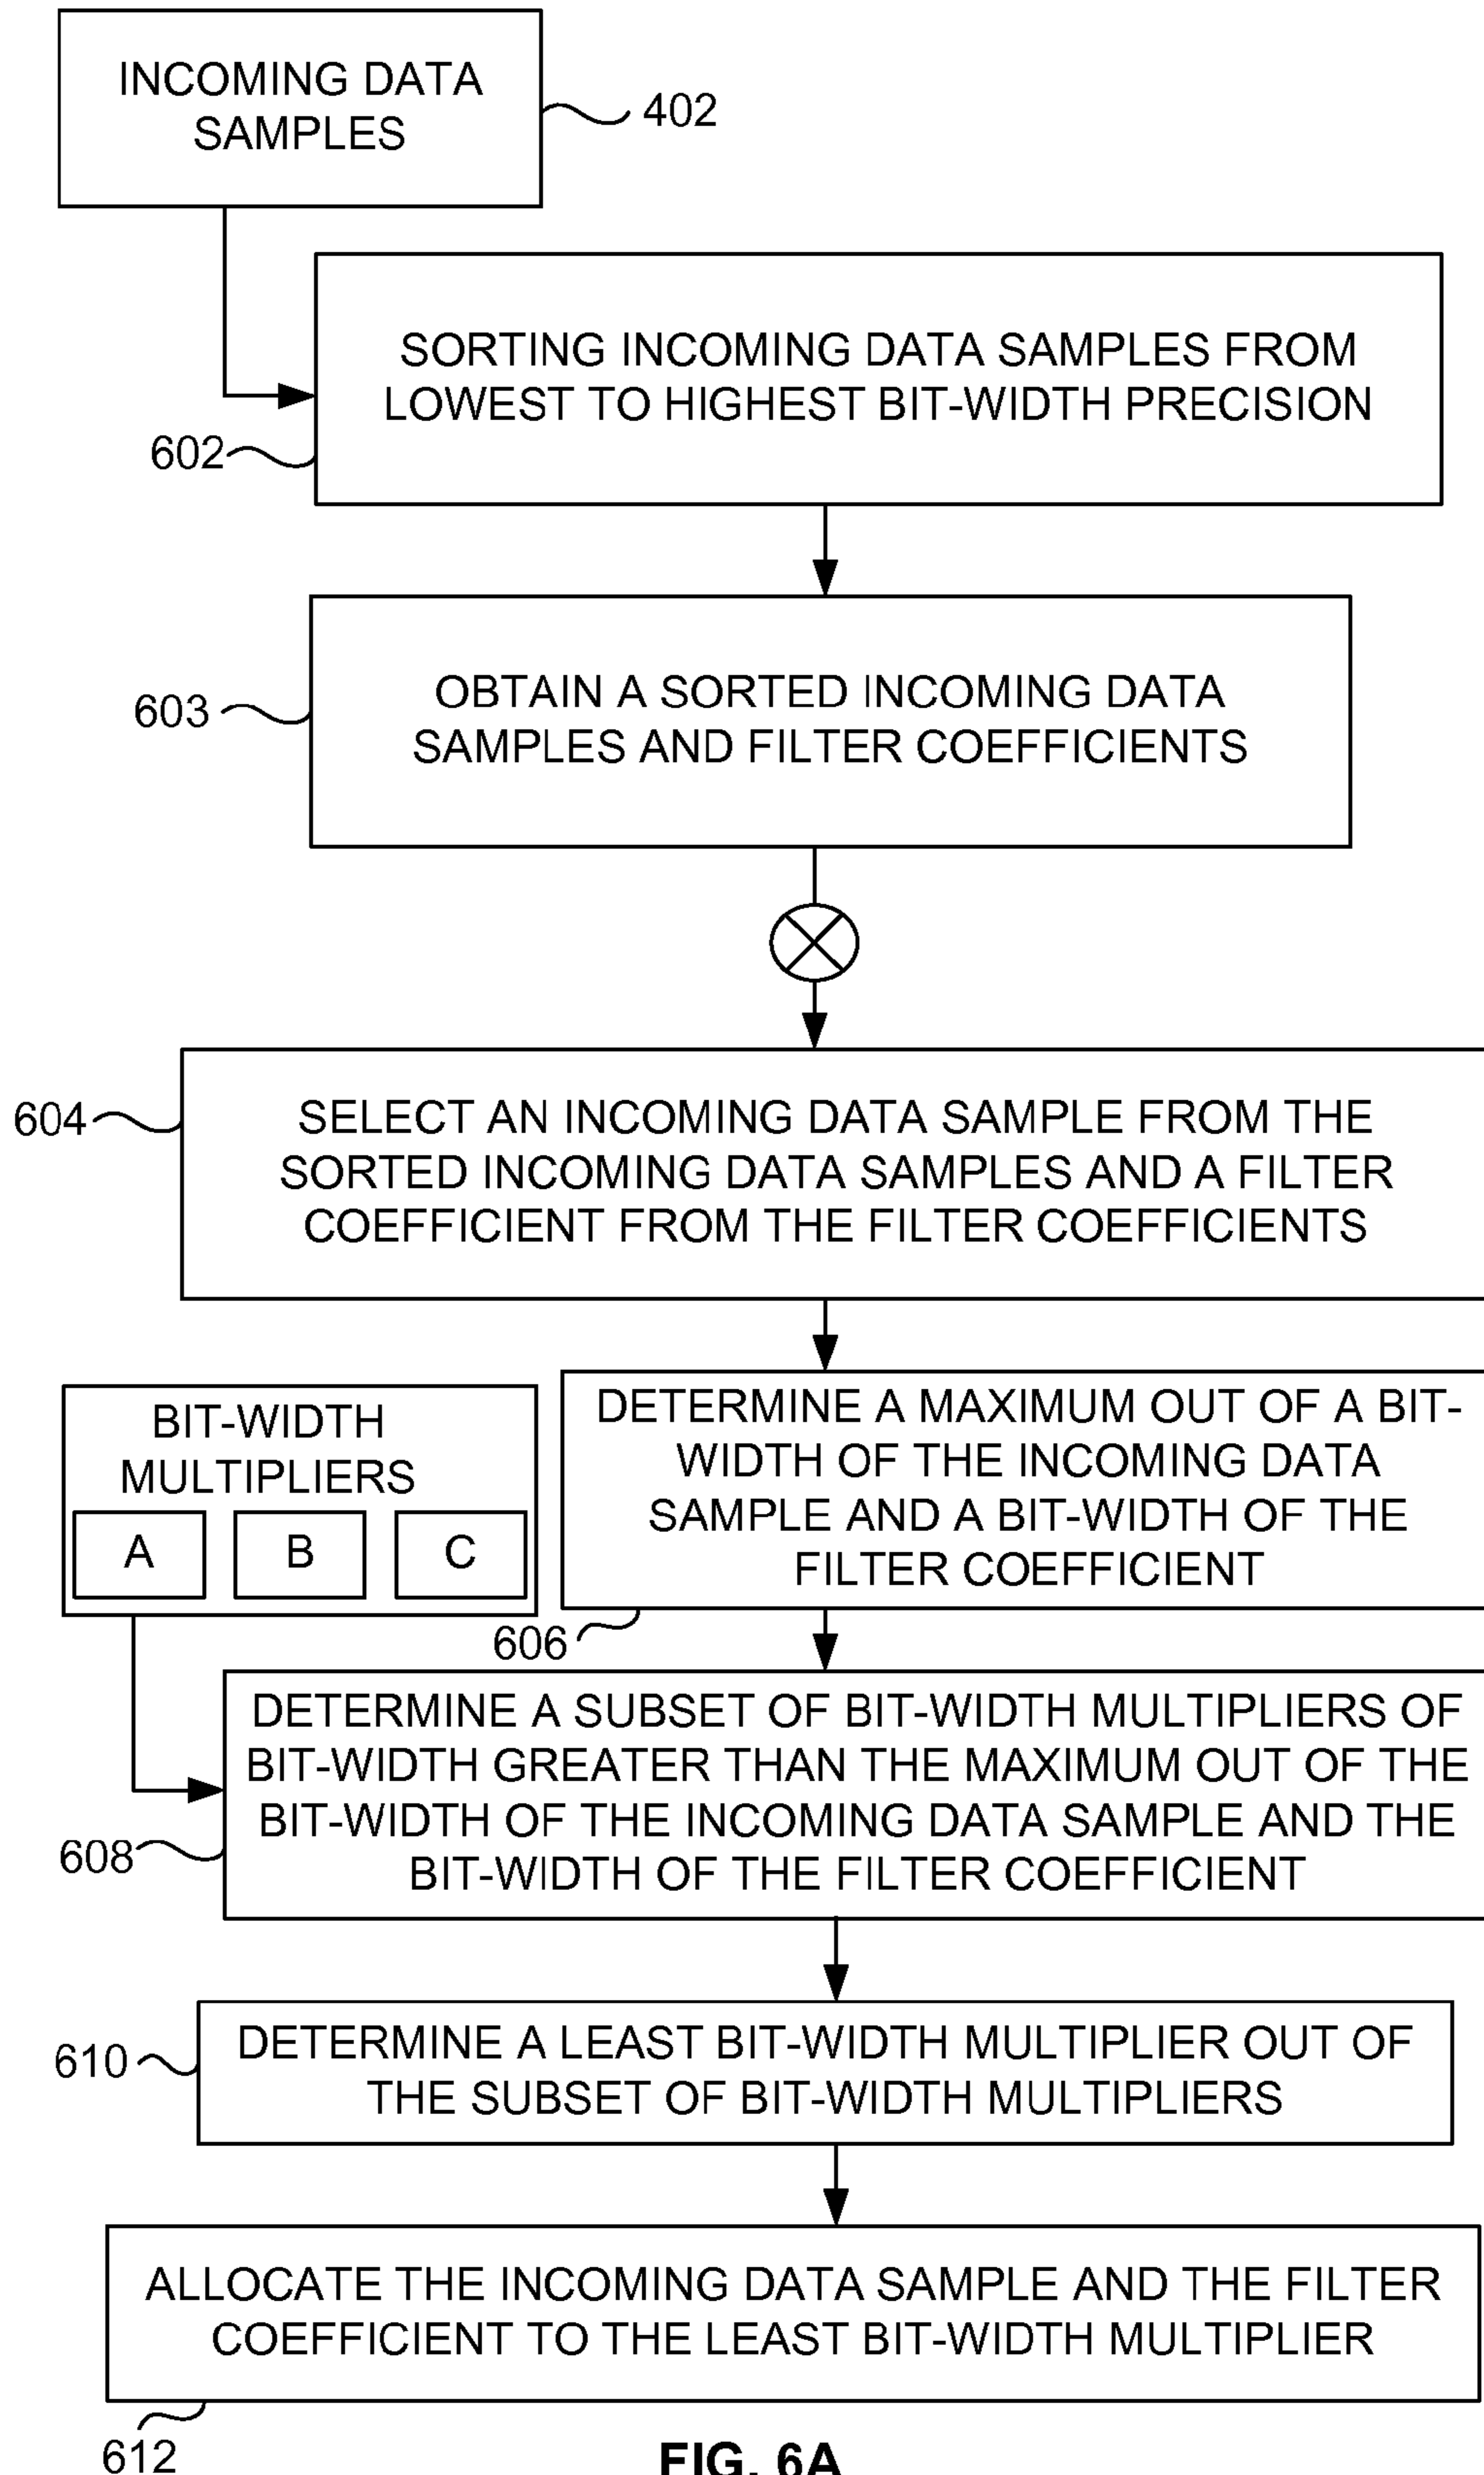 INCOMING DATA
SAMPLES
402
SORTING INCOMING DATA SAMPLES FROM
LOWEST TO HIGHEST BIT-WIDTH PRECISION
602
OBTAIN A SORTED INCOMING DATA
SAMPLES AND FILTER COEFFICIENTS
603
604
SELECT AN INCOMING DATA SAMPLE FROM THE
SORTED INCOMING DATA SAMPLES AND A FILTER
COEFFICIENT FROM THE FILTER COEFFICIENTS
BIT-WIDTH
MULTIPLIERS
A B C
DETERMINE A MAXIMUM OUT OF A BIT-
WIDTH OF THE INCOMING DATA
SAMPLE AND A BIT-WIDTH OF THE
FILTER COEFFICIENT
606
DETERMINE A SUBSET OF BIT-WIDTH MULTIPLIERS OF
BIT-WIDTH GREATER THAN THE MAXIMUM OUT OF THE
BIT-WIDTH OF THE INCOMING DATA SAMPLE AND THE
BIT-WIDTH OF THE FILTER COEFFICIENT
608
610
DETERMINE A LEAST BIT-WIDTH MULTIPLIER OUT OF
THE SUBSET OF BIT-WIDTH MULTIPLIERS
ALLOCATE THE INCOMING DATA SAMPLE AND THE FILTER
COEFFICIENT TO THE LEAST BIT-WIDTH MULTIPLIER
612
FIG. 6A